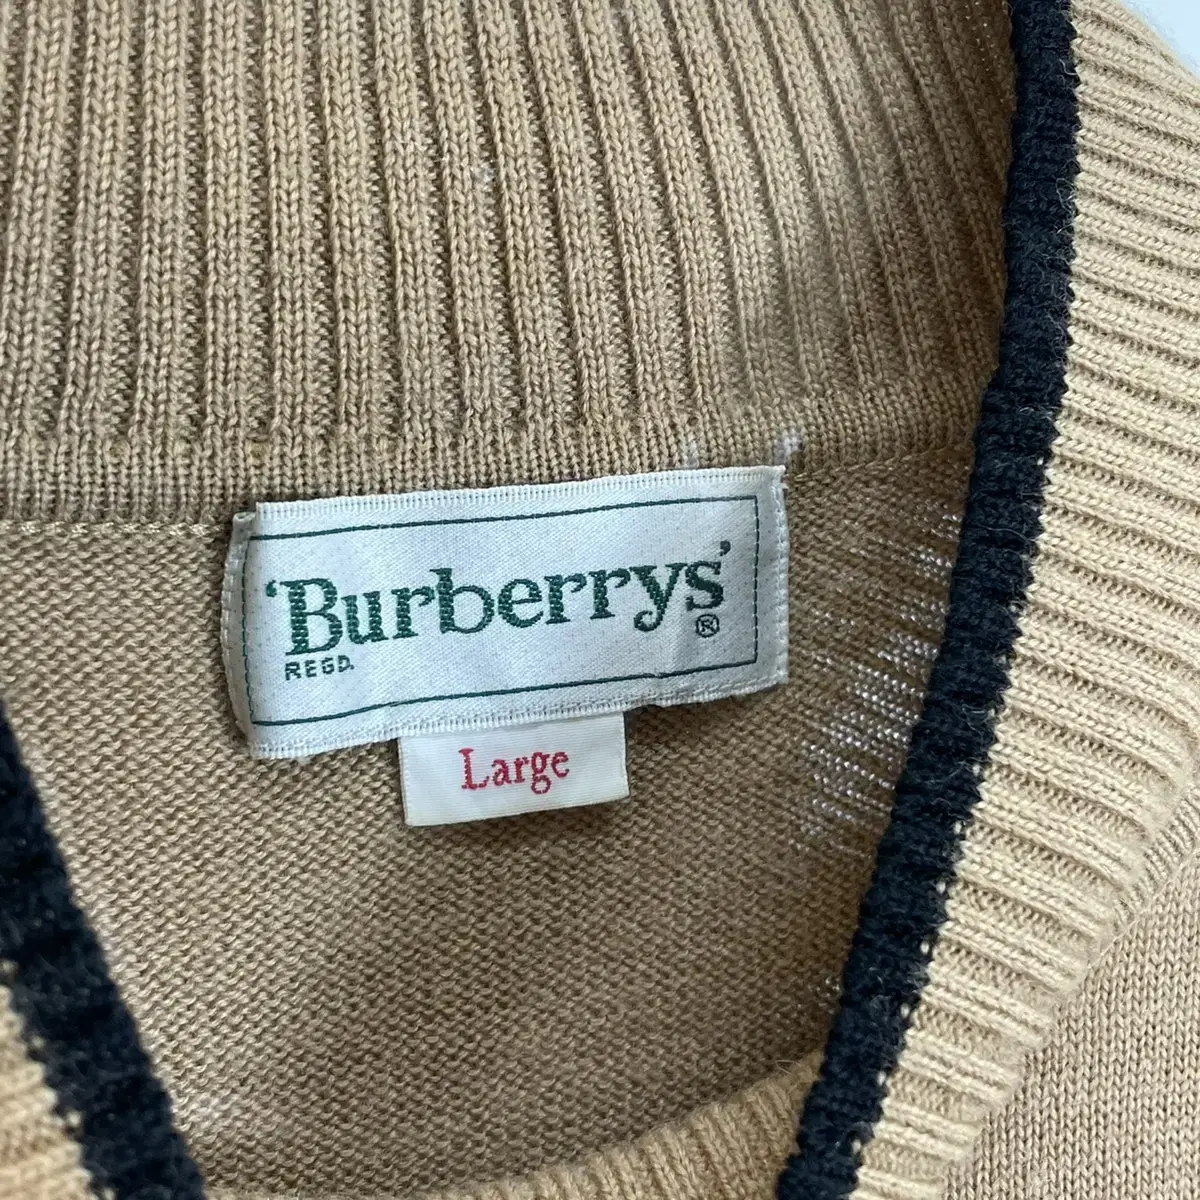 ‘Burberrys’
REGD. ®
Large